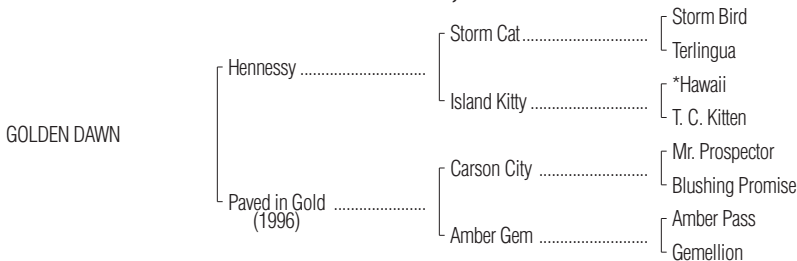 Storm Bird
Storm Cat
Terlingua
Hennessy
*Hawaii
Island Kitty
T. C. Kitten
GOLDEN DAWN
Mr. Prospector
Carson City
Blushing Promise
Paved in Gold
(1996)
Amber Pass
Amber Gem
Gemellion